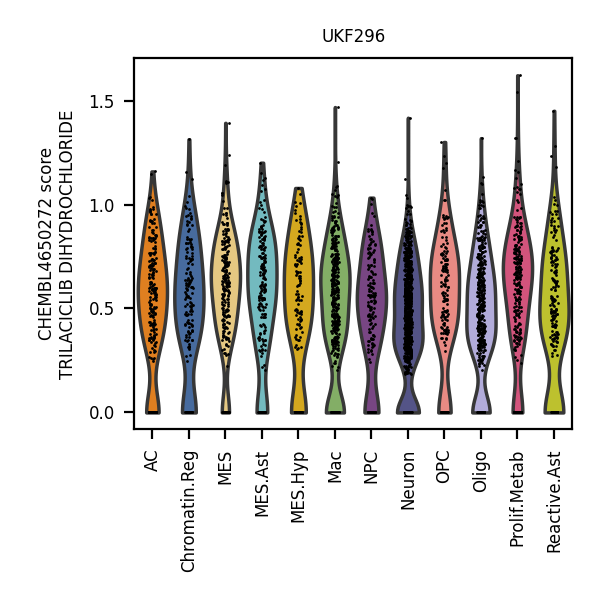 UKF296
CHEMBL4650272 score
TRILACICLIB DIHYDROCHLORIDE
1.5
1.0
0.5
0.0
AC
Chromatin.Reg
MES
MES.Ast
MES.Hyp
Mac
NPC
Neuron
OPC
Oligo
Prolif.Metab
Reactive.Ast